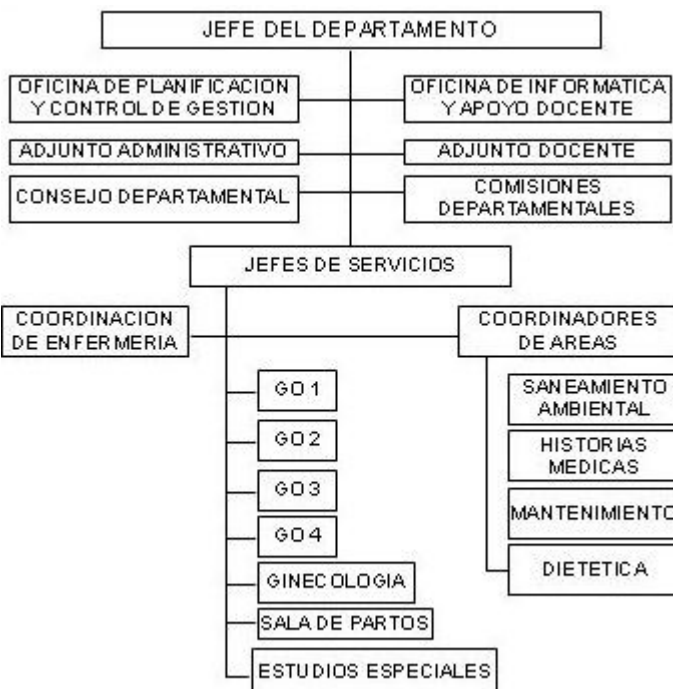 JEFE DEL DEPARTAMENTO
OFICINA DE PLANIFICACION
Y CONTROL DE GESTION
OFICINA DE INFORMATICA
Y APOYO DOCENTE
ADJUNTO ADMINISTRATIVO
ADJUNTO DOCENTE
CONSEJO DEPARTAMENTAL
COMISIONES
DEPARTAMENTALES
JEFES DE SERVICIOS
COORDINACION
DE ENFERMERIA
COORDINADORES
DE AREAS
GO 1
GO 2
GO 3
GO 4
GINECOLOGIA
SALA DE PARTOS
ESTUDIOS ESPECIALES
SANEAMIENTO
AMBIENTAL
HISTORIAS
MEDICAS
MANTENIMIENTO
DIETETICA